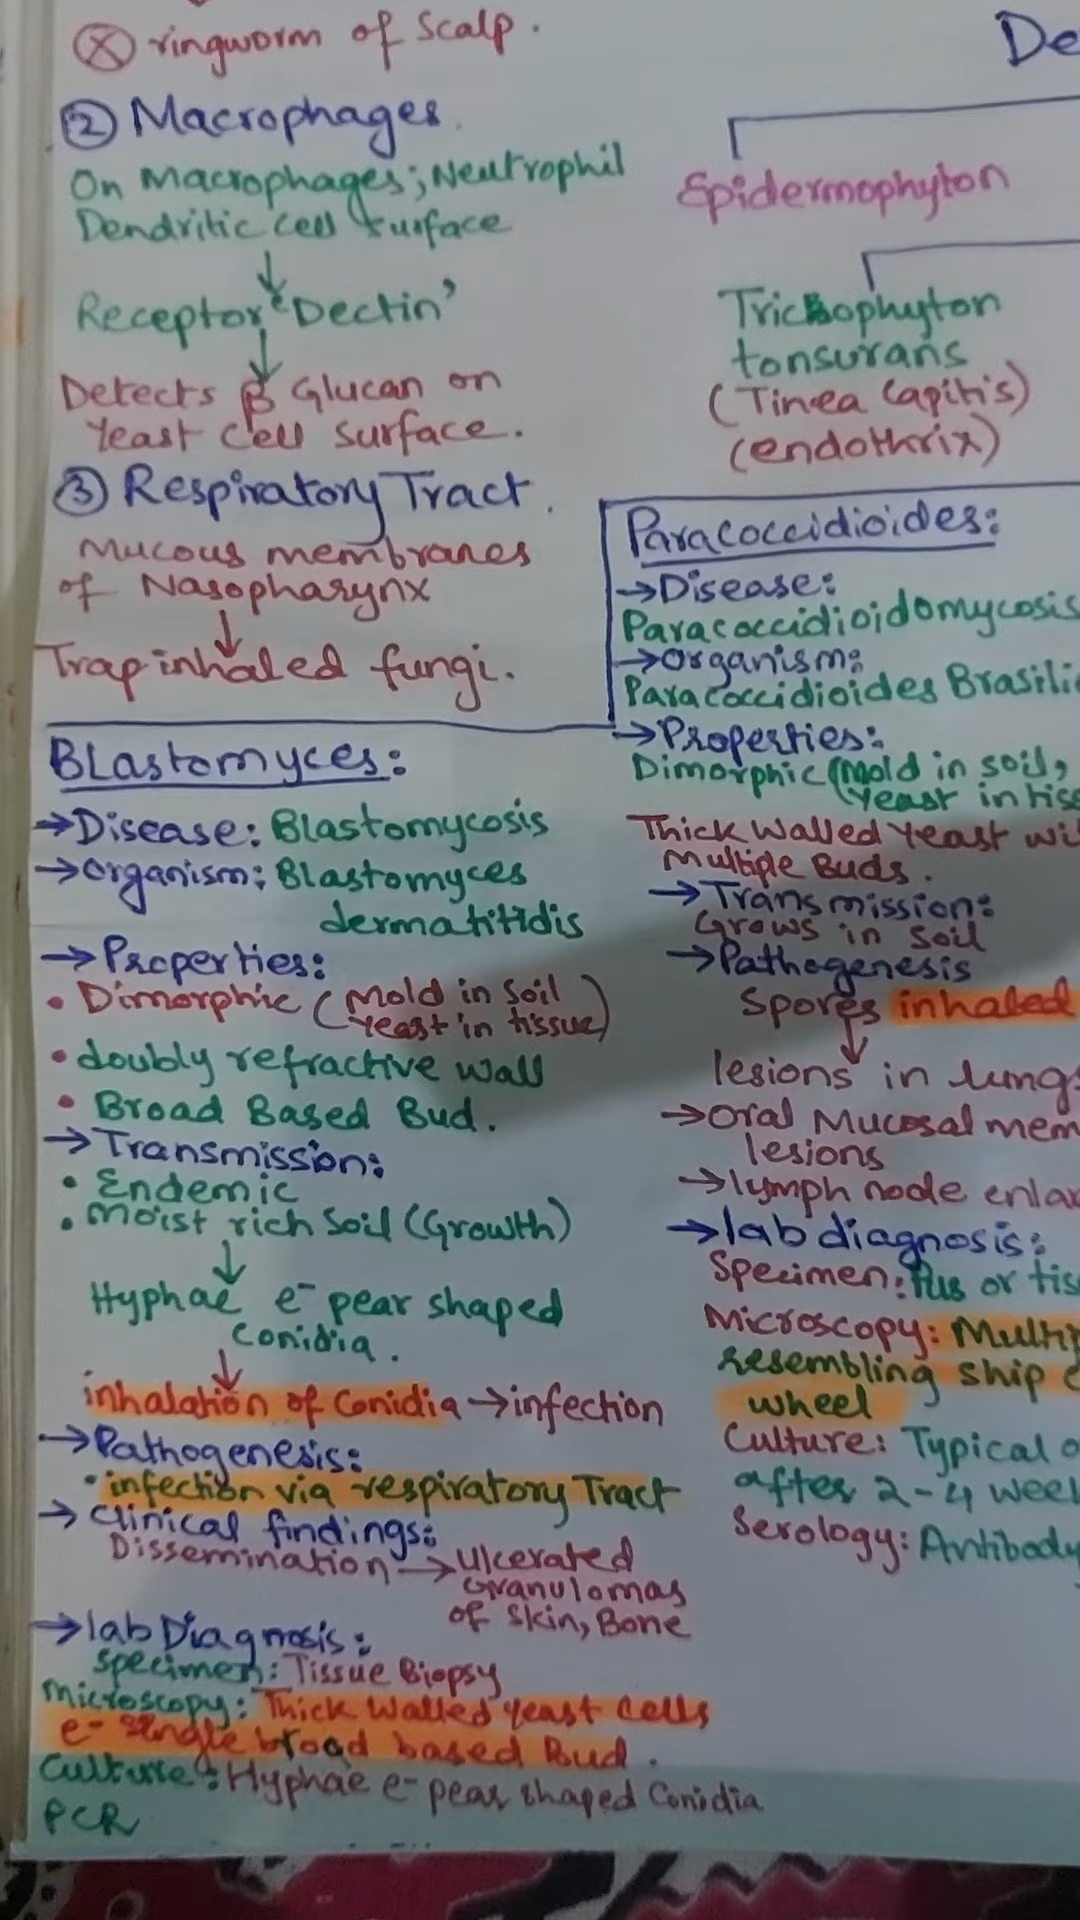 ⓧ ringworm of Scalp.
② Macrophages.
On Macrophages; Neutrophil
Dendritic cell surface
↓
Receptor 'Dectin'
↓
Detects β Glucan on
Yeast cell surface.
③ Respiratory Tract.
Mucous membranes
of Nasopharynx
↓
Trap inhaled fungi.
BLastomyces:
→Disease: Blastomycosis
→Organism: Blastomyces
dermatitidis
→Properties:
• Dimorphic (Mold in Soil
Yeast in tissue)
• doubly refractive wall
• Broad Based Bud.
→Transmission:
• Endemic
• Moist rich Soil (Growth)
↓
Hyphae e- pear shaped
Conidia.
↓
inhalation of Conidia →infection
→Pathogenesis:
• infection via respiratory Tract
→ Clinical findings:
Dissemination →Ulcerated
Granulomas
of Skin, Bone
→lab Diagnosis:
Specimen: Tissue Biopsy
Microscopy: Thick Walled yeast Cells
e- Single broad based Bud.
Culture: Hyphae e- pear shaped Conidia
PCR
De
Epidermophyton
Trichophyton
tonsurans
(Tinea Capitis)
(endothrix)
Paracoccidioides:
→Disease:
Paracoccidioidomycosis
→Organism:
Paracoccidioides Brasili
→Properties:
Dimorphic (Mold in soil,
Yeast in tiss
Thick Walled Yeast wi
Multiple Buds.
→Transmission:
Grows in Soil
→Pathogenesis
Spores inhaled
↓
lesions in lungs
→Oral Mucosal mem
lesions
→lymph node enla
→lab diagnosis:
Specimen: Pus or tis
Microscopy: Multip
resembling ship
wheel
Culture: Typical
after 2-4 week
Serology: Antibody